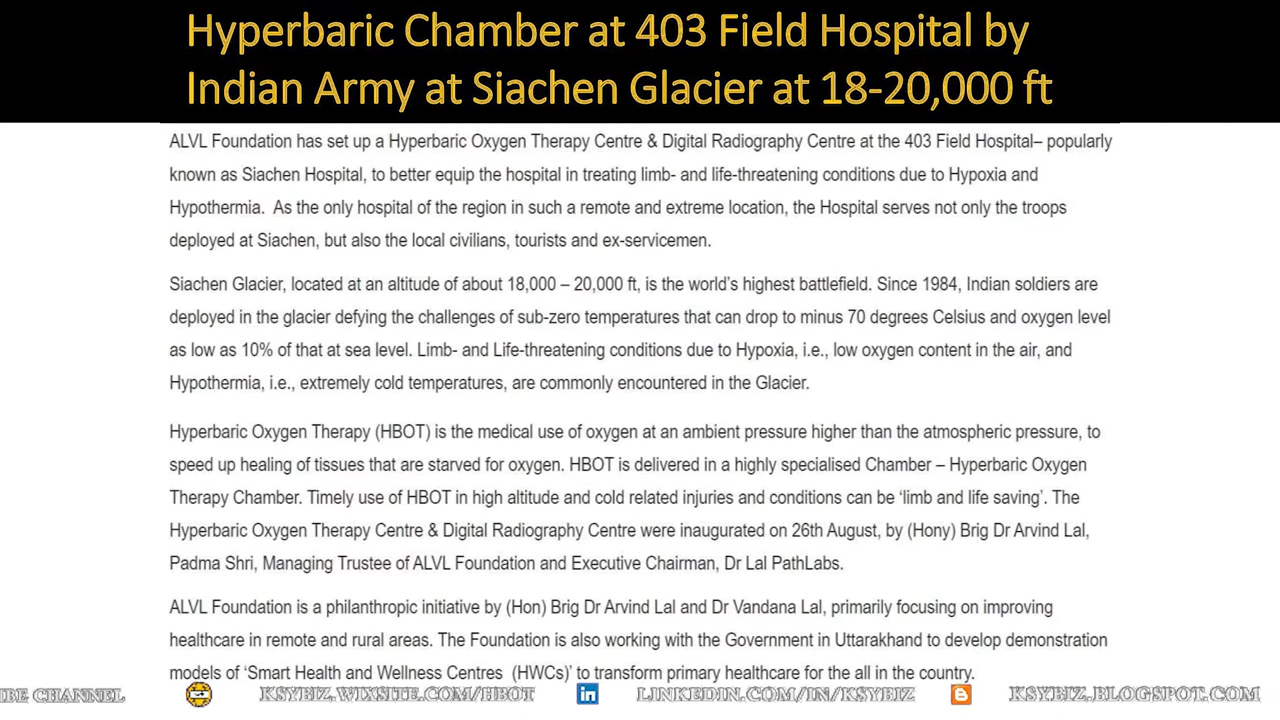 Hyperbaric Chamber at 403 Field Hospital by
Indian Army at Siachen Glacier at 18-20,000 ft
ALVL Foundation has set up a Hyperbaric Oxygen Therapy Centre & Digital Radiography Centre at the 403 Field Hospital– popularly
known as Siachen Hospital, to better equip the hospital in treating limb- and life-threatening conditions due to Hypoxia and
Hypothermia.  As the only hospital of the region in such a remote and extreme location, the Hospital serves not only the troops
deployed at Siachen, but also the local civilians, tourists and ex-servicemen.
Siachen Glacier, located at an altitude of about 18,000 – 20,000 ft, is the world's highest battlefield. Since 1984, Indian soldiers are
deployed in the glacier defying the challenges of sub-zero temperatures that can drop to minus 70 degrees Celsius and oxygen level
as low as 10% of that at sea level. Limb- and Life-threatening conditions due to Hypoxia, i.e., low oxygen content in the air, and
Hypothermia, i.e., extremely cold temperatures, are commonly encountered in the Glacier.
Hyperbaric Oxygen Therapy (HBOT) is the medical use of oxygen at an ambient pressure higher than the atmospheric pressure, to
speed up healing of tissues that are starved for oxygen. HBOT is delivered in a highly specialised Chamber – Hyperbaric Oxygen
Therapy Chamber. Timely use of HBOT in high altitude and cold related injuries and conditions can be 'limb and life saving'. The
Hyperbaric Oxygen Therapy Centre & Digital Radiography Centre were inaugurated on 26th August, by (Hony) Brig Dr Arvind Lal,
Padma Shri, Managing Trustee of ALVL Foundation and Executive Chairman, Dr Lal PathLabs.
ALVL Foundation is a philanthropic initiative by (Hon) Brig Dr Arvind Lal and Dr Vandana Lal, primarily focusing on improving
healthcare in remote and rural areas. The Foundation is also working with the Government in Uttarakhand to develop demonstration
models of 'Smart Health and Wellness Centres  (HWCs)' to transform primary healthcare for the all in the country.
IBE CHANNEL KSYBIZ.WIXSITE.COM/HBOT in LINKEDIN.COM/IN/KSYBIZ KSYBIZ.BLOGSPOT.COM